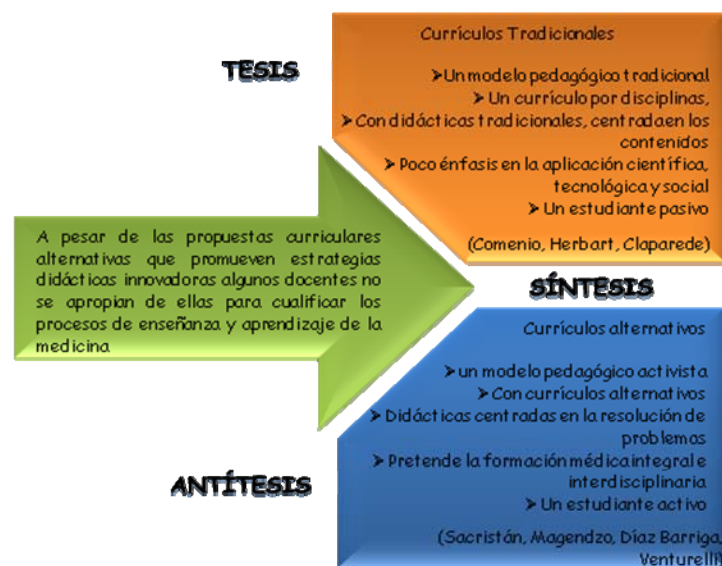 TESIS
Currículos Tradicionales
➤Un modelo pedagógico tradicional
➤ Un currículo por disciplinas,
➤ Con didácticas tradicionales, centrada en los
contenidos
➤ Poco énfasis en la aplicación científica,
tecnológica y social
➤ Un estudiante pasivo
(Comenio, Herbart, Claparede)
A pesar de las propuestas curriculares
alternativas que promueven estrategias
didácticas innovadoras algunos docentes no
se apropian de ellas para cualificar los
procesos de enseñanza y aprendizaje de la
medicina
SÍNTESIS
Currículos alternativos
➤ un modelo pedagógico activista
➤ Con currículos alternativos
➤ Didácticas centradas en la resolución de
problemas
➤ Pretende la formación médica integral e
interdisciplinaria
➤ Un estudiante activo
(Sacristán, Magendzo, Díaz Barriga,
Venturelli)
ANTÍTESIS